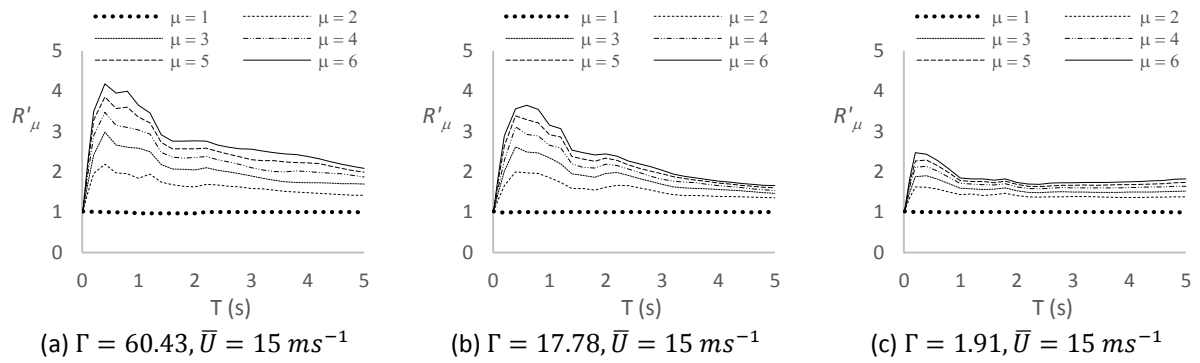 μ = 1 μ = 2
μ = 3 μ = 4
μ = 5 μ = 6
5
4
3
2
1
0
R'μ
0 1 2 3 4 5
T (s)
(a) Γ = 60.43, U̅ = 15 ms⁻¹
μ = 1 μ = 2
μ = 3 μ = 4
μ = 5 μ = 6
5
4
3
2
1
0
R'μ
0 1 2 3 4 5
T (s)
(b) Γ = 17.78, U̅ = 15 ms⁻¹
μ = 1 μ = 2
μ = 3 μ = 4
μ = 5 μ = 6
5
4
3
2
1
0
R'μ
0 1 2 3 4 5
T (s)
(c) Γ = 1.91, U̅ = 15 ms⁻¹